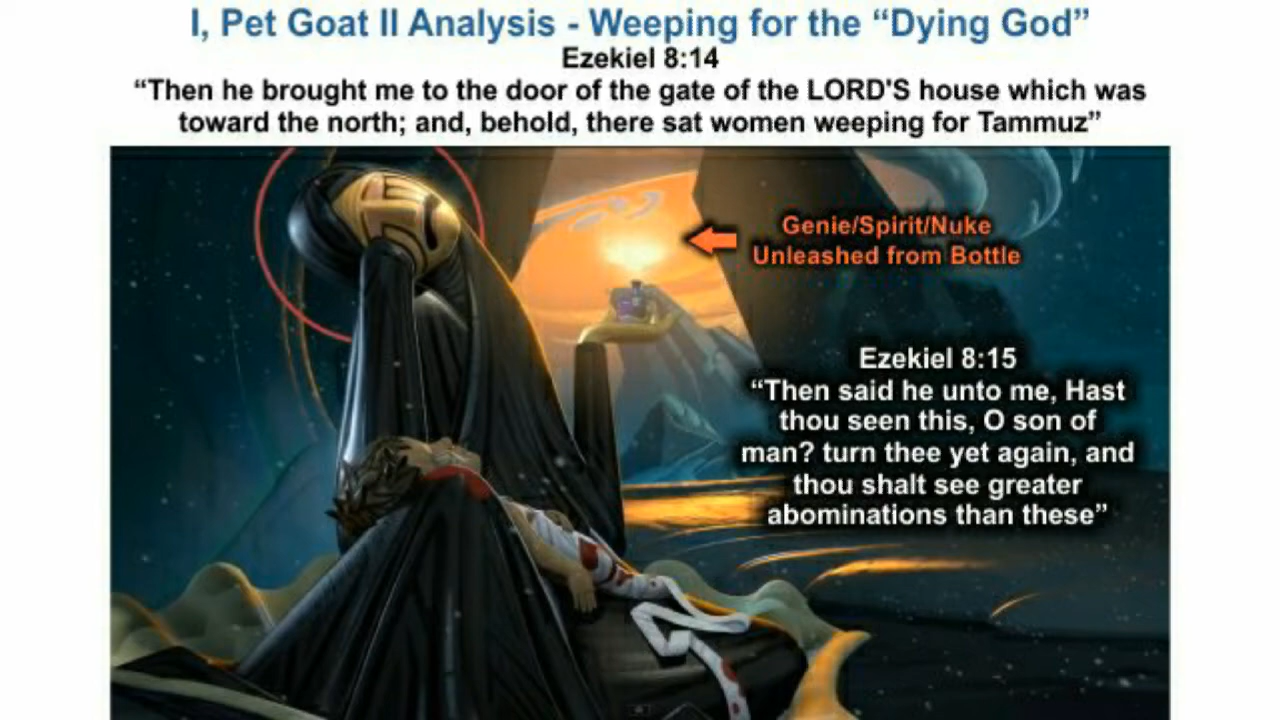 I, Pet Goat II Analysis - Weeping for the “Dying God”
Ezekiel 8:14
“Then he brought me to the door of the gate of the LORD'S house which was
toward the north; and, behold, there sat women weeping for Tammuz”
Genie/Spirit/Nuke
Unleashed from Bottle
Ezekiel 8:15
“Then said he unto me, Hast
thou seen this, O son of
man? turn thee yet again, and
thou shalt see greater
abominations than these”